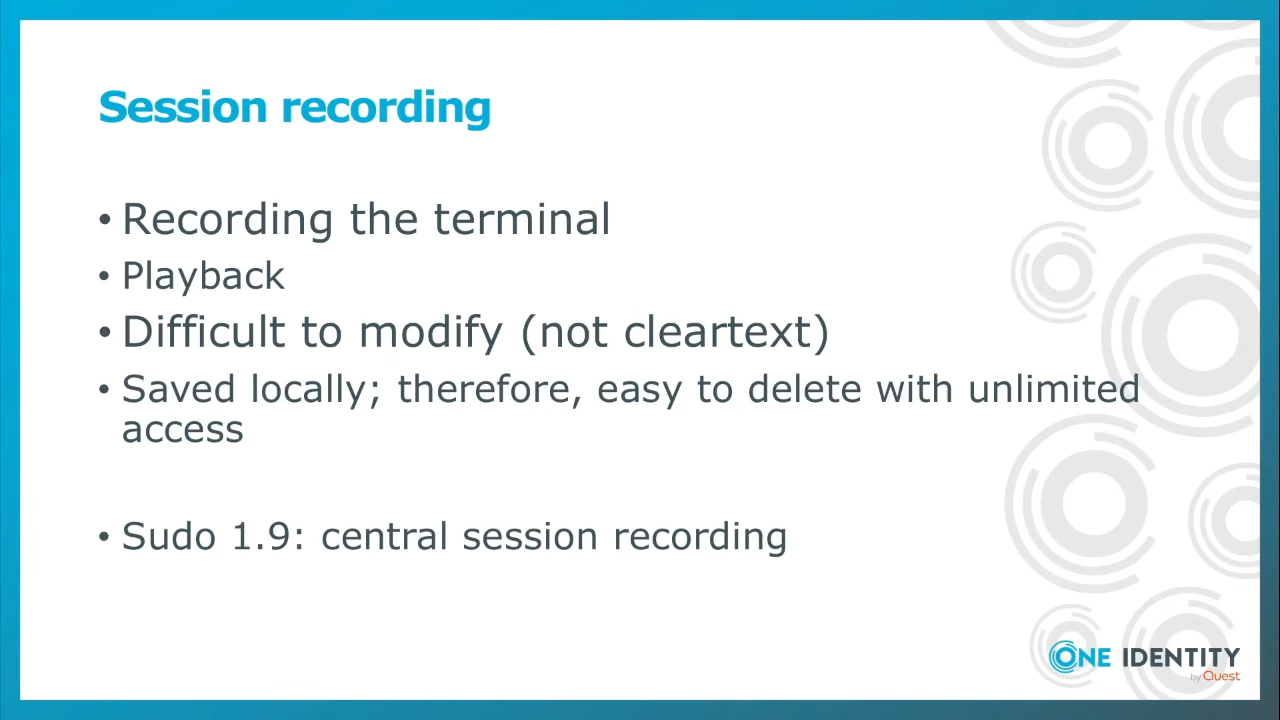 Session recording
• Recording the terminal
• Playback
• Difficult to modify (not cleartext)
• Saved locally; therefore, easy to delete with unlimited
access
• Sudo 1.9: central session recording
ONE IDENTITY
by Quest